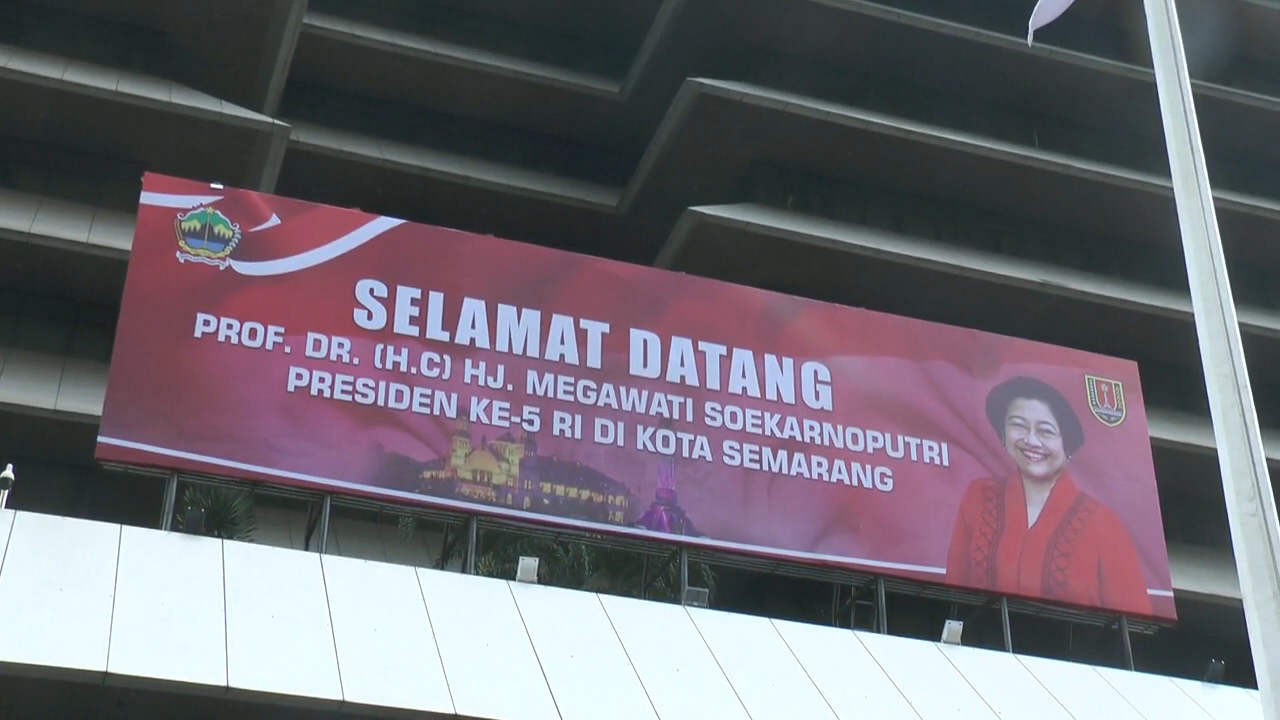 SELAMAT DATANG
PROF. DR. (H.C) HJ. MEGAWATI SOEKARNOPUTRI
PRESIDEN KE-5 RI DI KOTA SEMARANG